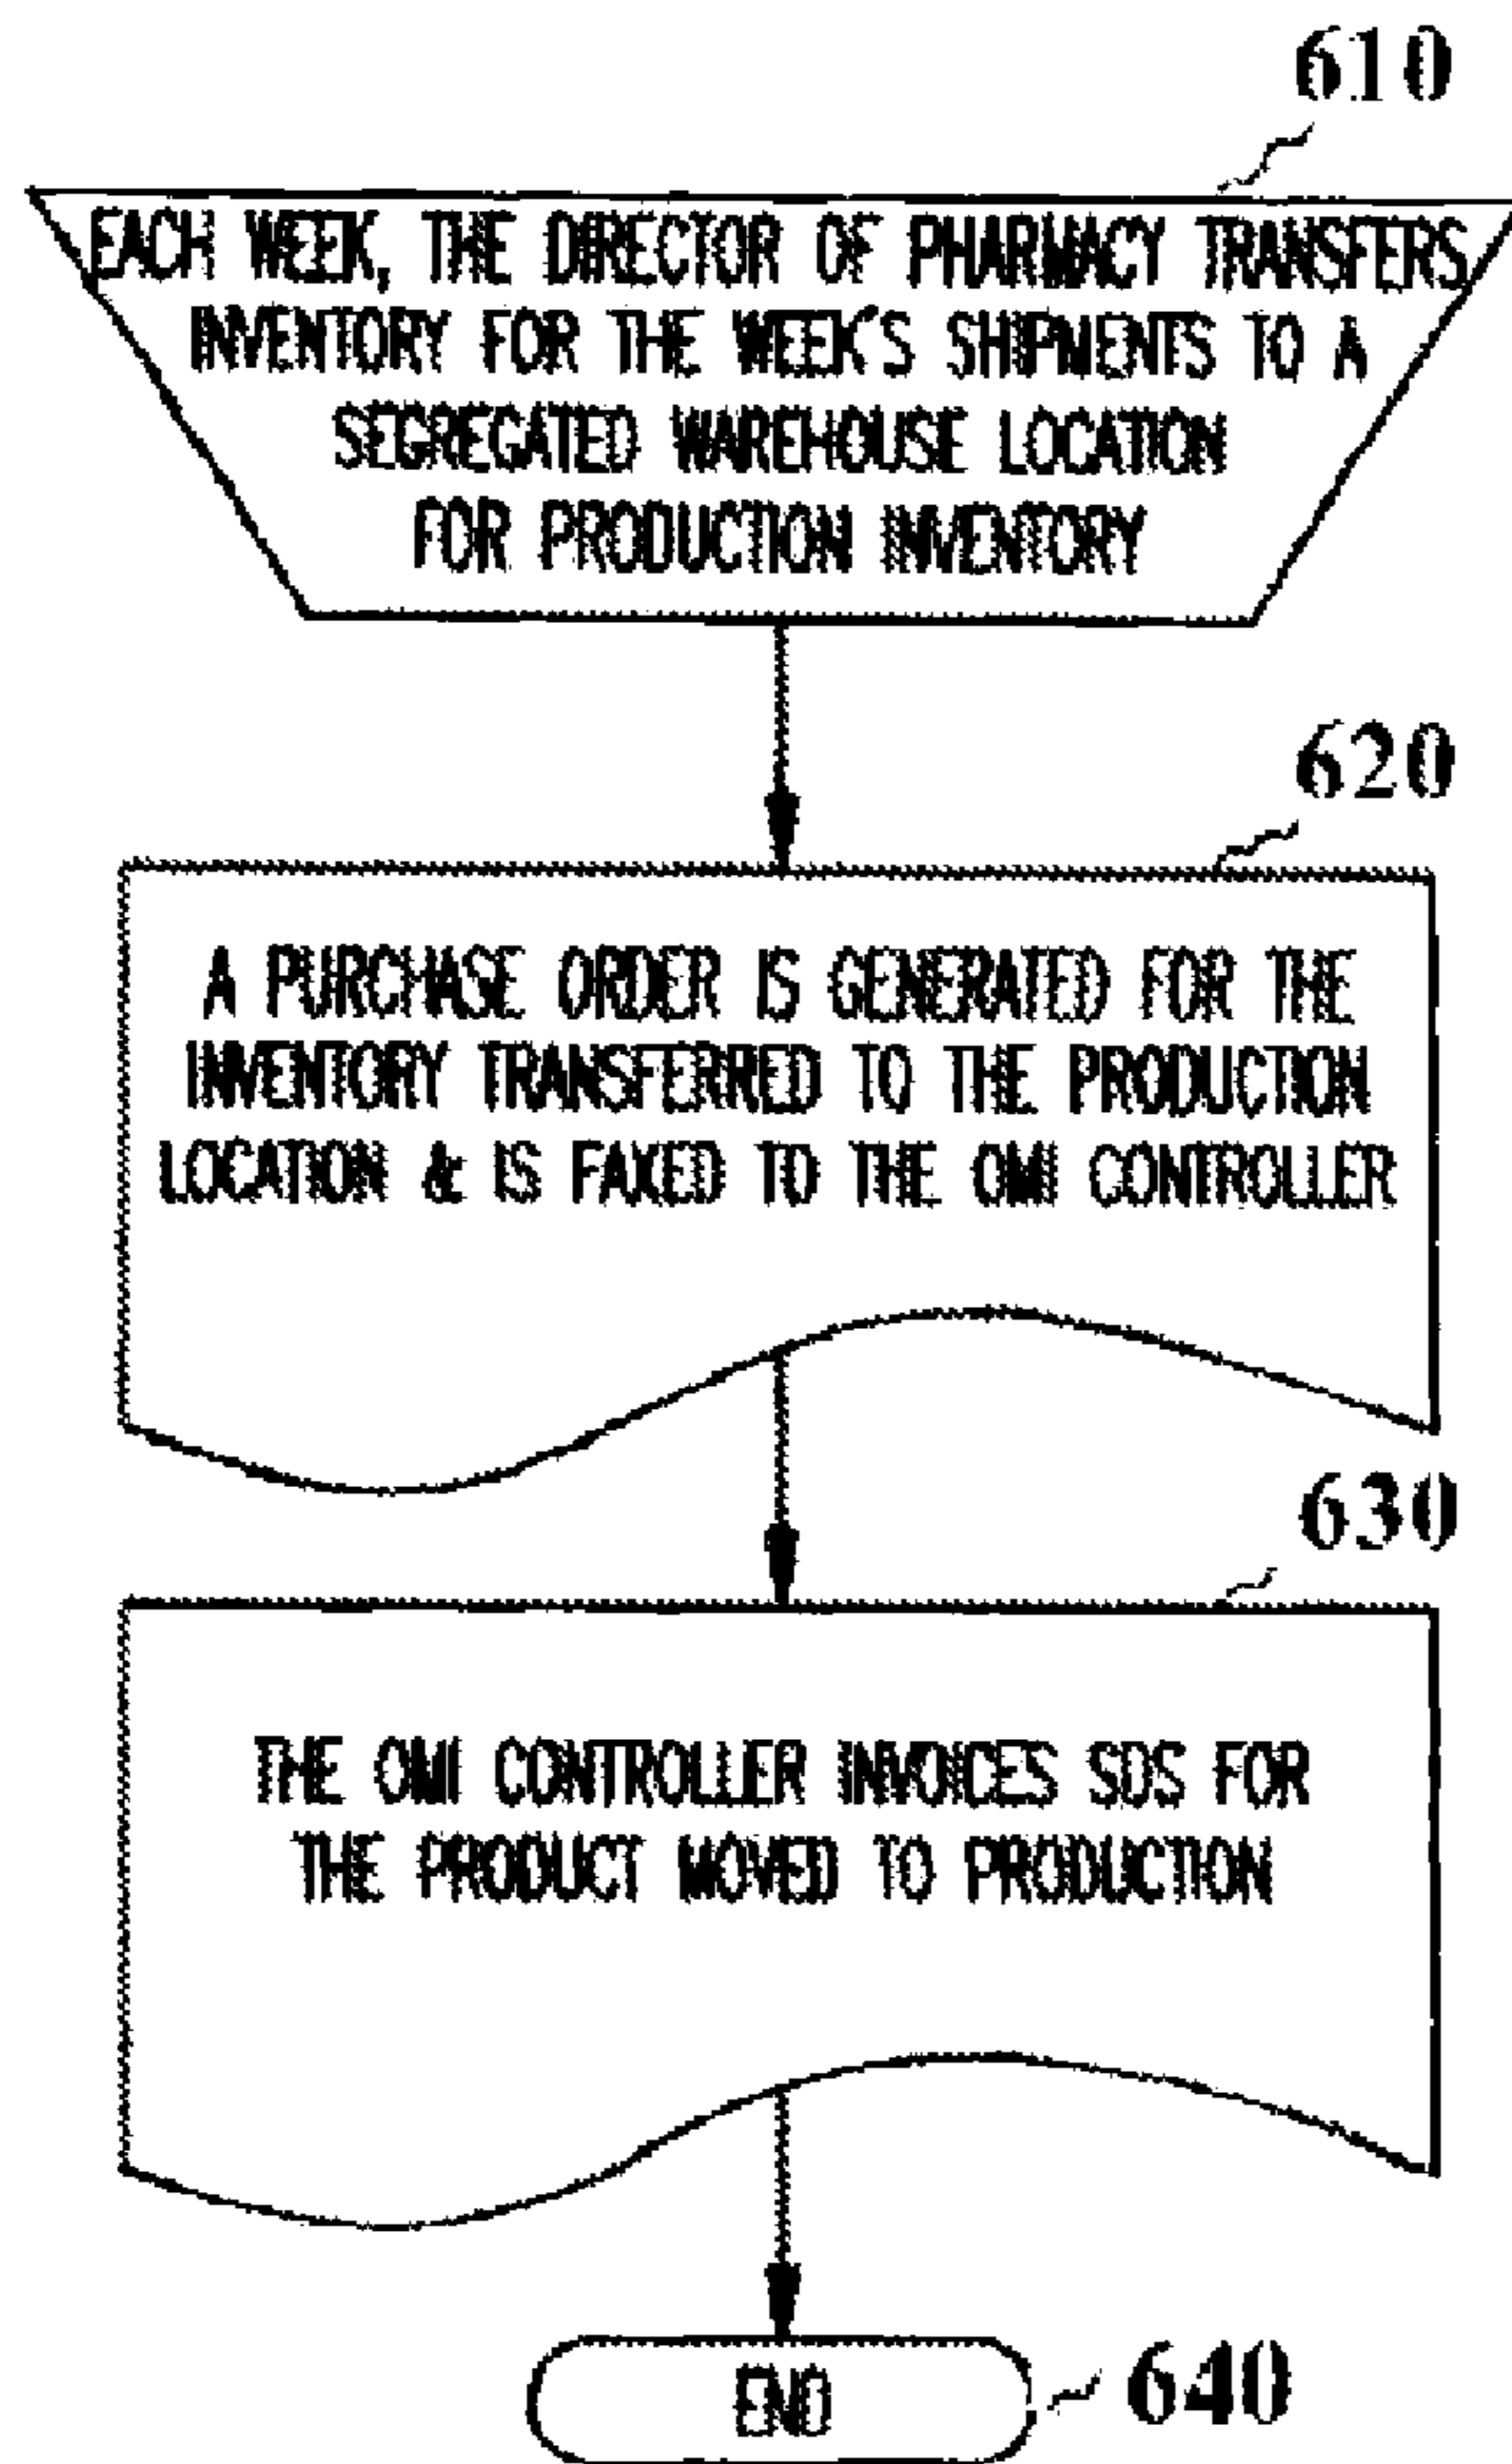 610
EACH WEEK, THE DIRECTOR OF PHARMACY TRANSFERS
INVENTORY FOR THE WEEK'S SHIPMENTS TO A
SEGREGATED WAREHOUSE LOCATION
FOR PRODUCTION INVENTORY
620
A PURCHASE ORDER IS GENERATED FOR THE
INVENTORY TRANSFERRED TO THE PRODUCTION
LOCATION & IS FAXED TO THE OMI CONTROLLER
630
THE OMI CONTROLLER INVOICES SDS FOR
THE PRODUCT MOVED TO PRODUCTION
END
640